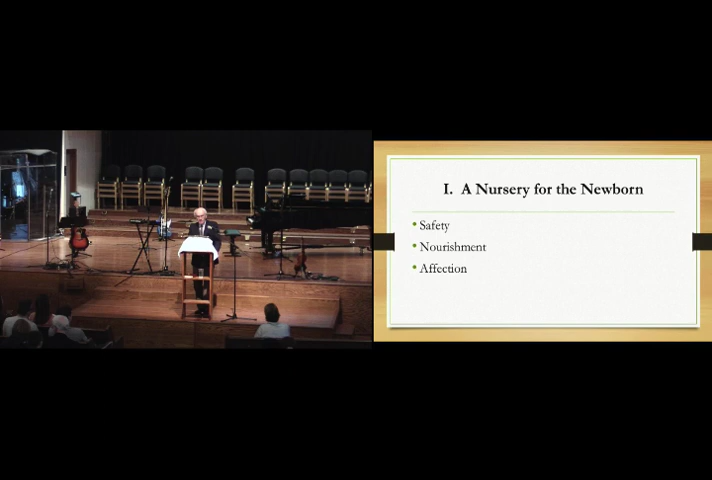 I. A Nursery for the Newborn
• Safety
• Nourishment
• Affection